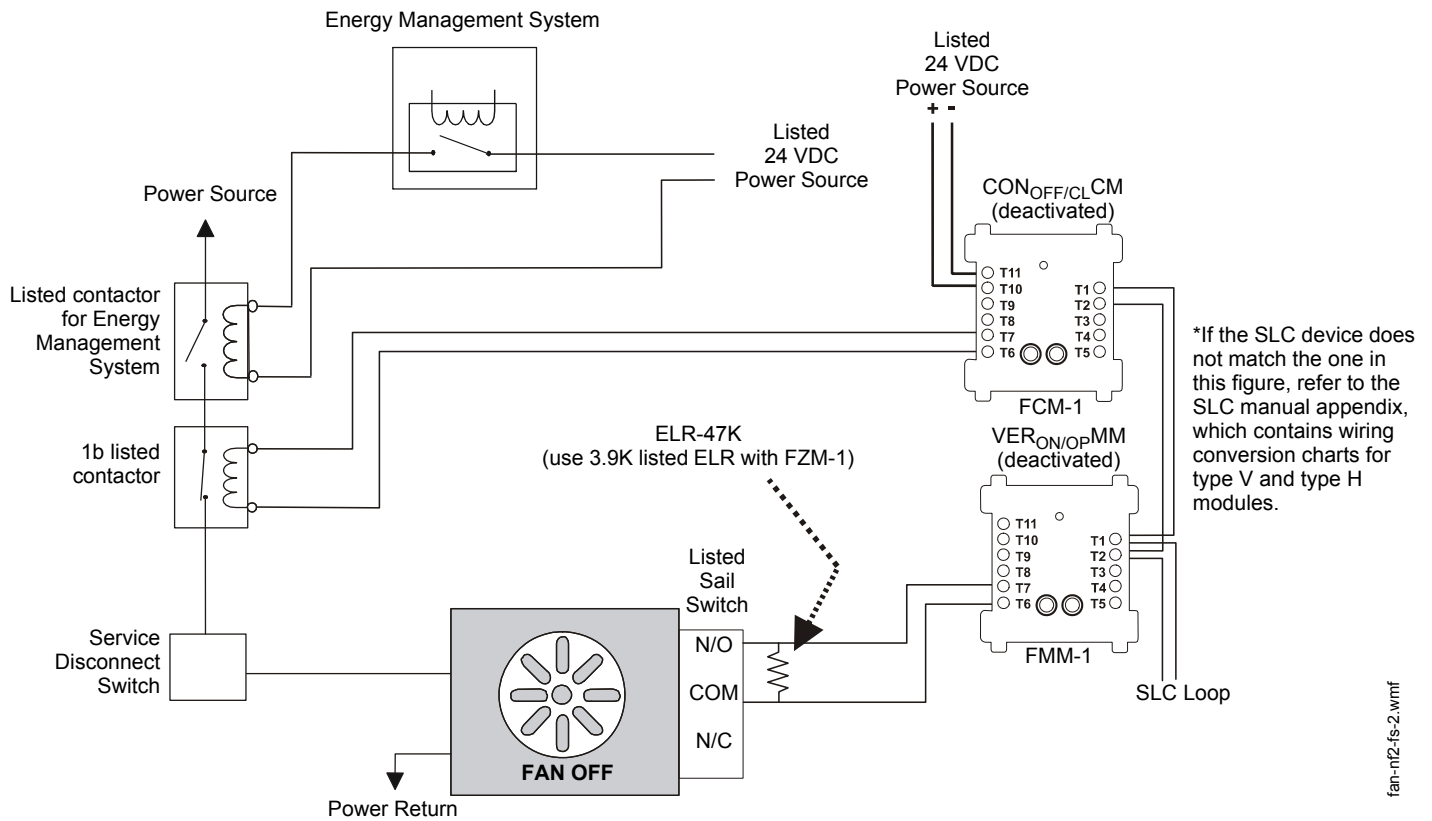 Energy Management System
Listed
24 VDC
Power Source
+ -
Listed
24 VDC
Power Source
Power Source
CONOFF/CLCM
(deactivated)
T11
T10
T9
T8
T7
T6
T1
T2
T3
T4
T5
FCM-1
Listed contactor
for Energy
Management
System
*If the SLC device does
not match the one in
this figure, refer to the
SLC manual appendix,
which contains wiring
conversion charts for
type V and type H
modules.
1b listed
contactor
ELR-47K
(use 3.9K listed ELR with FZM-1)
VERON/OPMM
(deactivated)
T11
T10
T9
T8
T7
T6
T1
T2
T3
T4
T5
FMM-1
Listed
Sail
Switch
N/O
COM
N/C
Service
Disconnect
Switch
FAN OFF
Power Return
SLC Loop
fan-nf2-fs-2.wmf